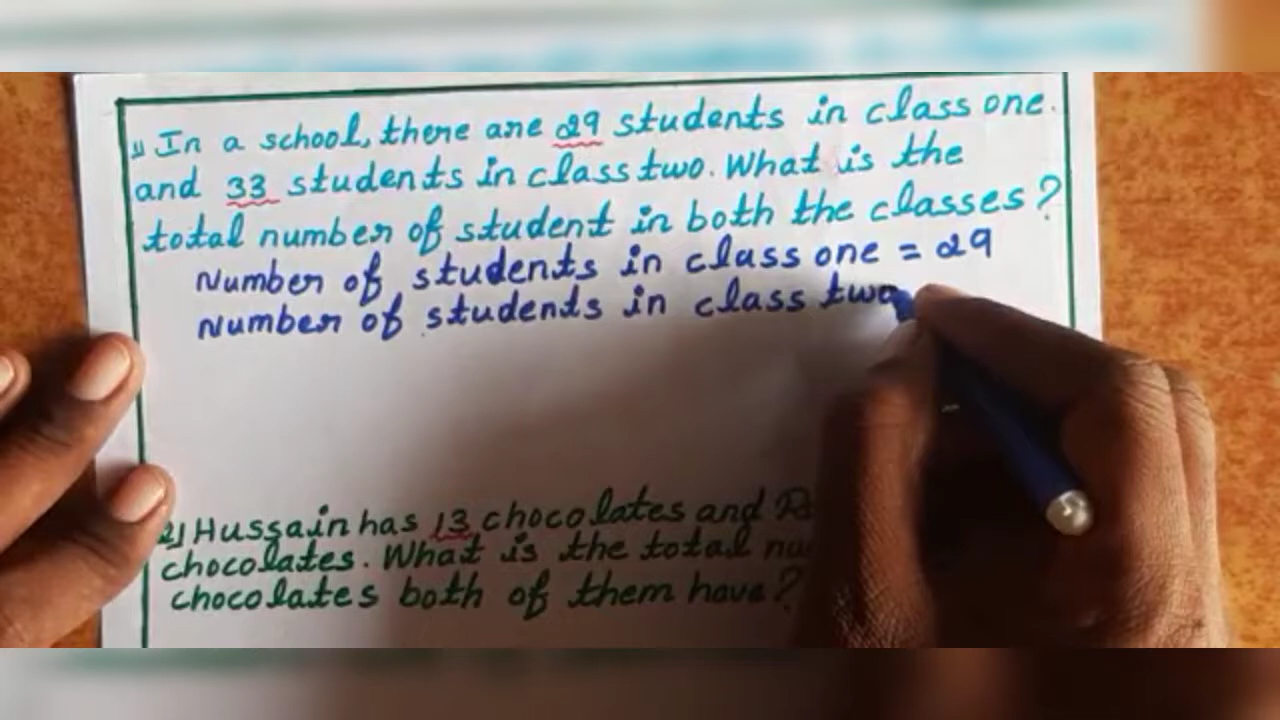 1) In a school, there are 29 students in class one.
and 33 students in class two. What is the
total number of student in both the classes?
Number of students in class one = 29
Number of students in class two
2) Hussain has 13 chocolates and
chocolates. What is the total
chocolates both of them have?